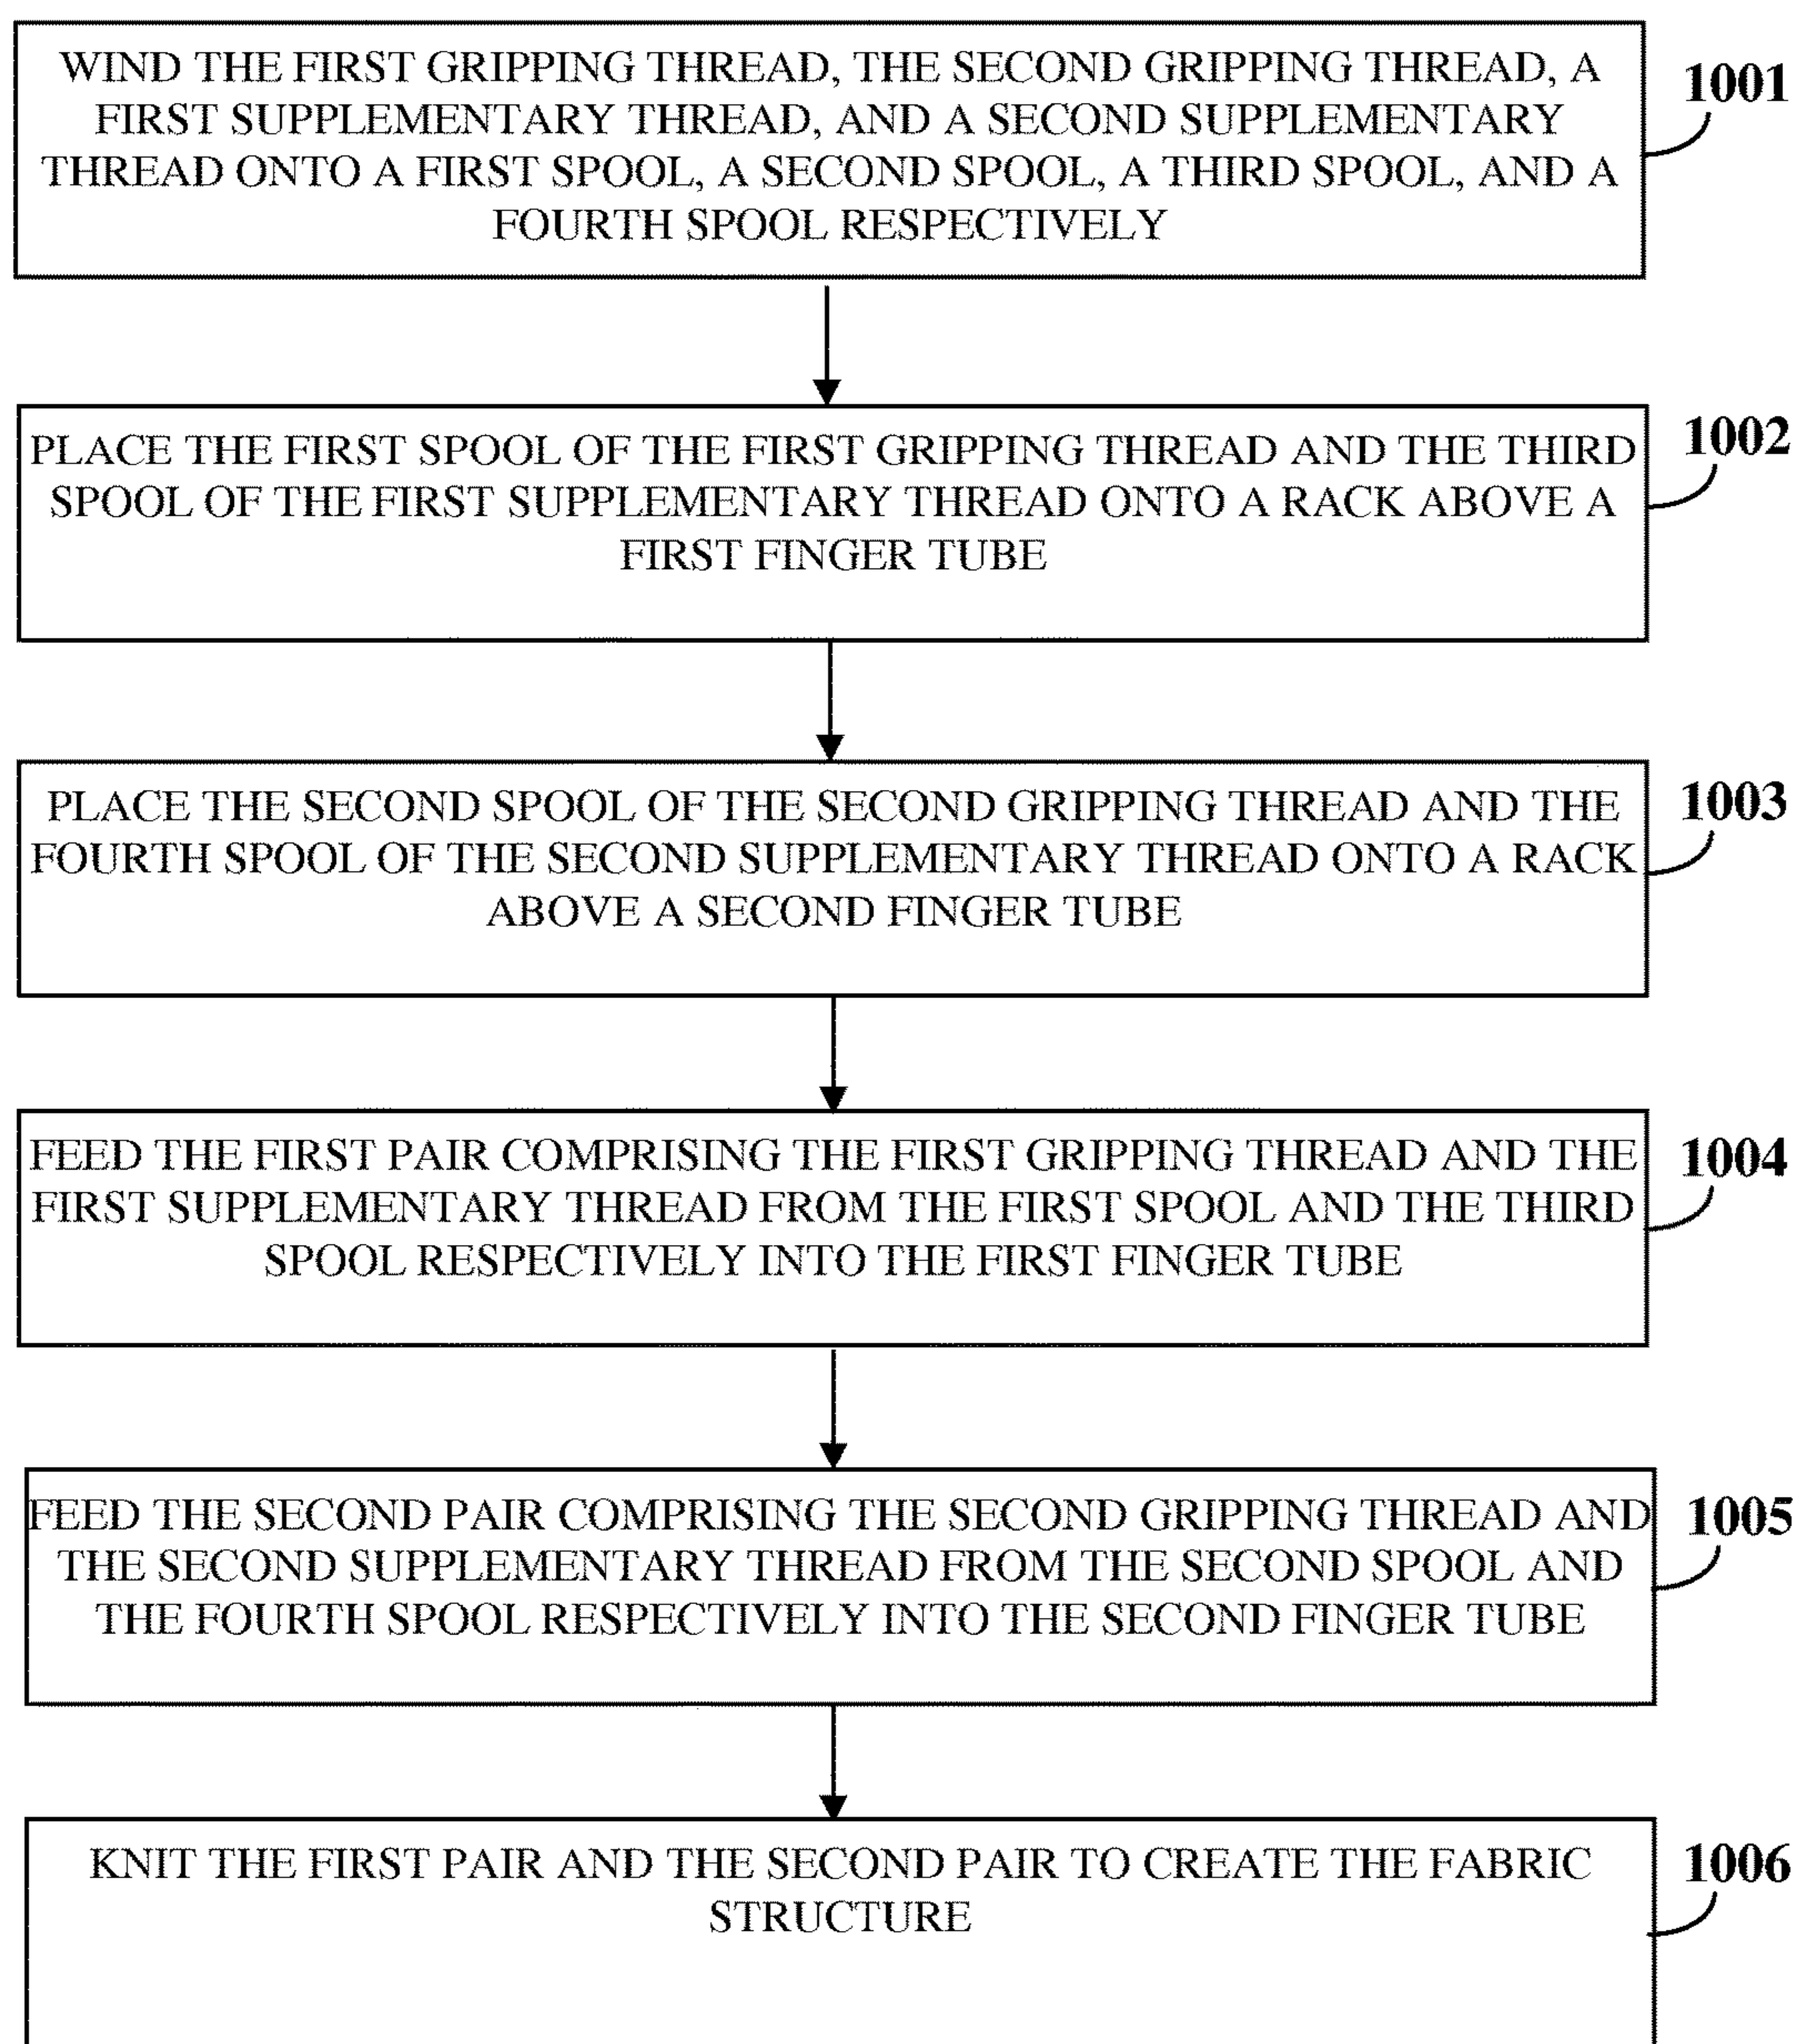 WIND THE FIRST GRIPPING THREAD, THE SECOND GRIPPING THREAD, A
FIRST SUPPLEMENTARY THREAD, AND A SECOND SUPPLEMENTARY
THREAD ONTO A FIRST SPOOL, A SECOND SPOOL, A THIRD SPOOL, AND A
FOURTH SPOOL RESPECTIVELY
1001
PLACE THE FIRST SPOOL OF THE FIRST GRIPPING THREAD AND THE THIRD
SPOOL OF THE FIRST SUPPLEMENTARY THREAD ONTO A RACK ABOVE A
FIRST FINGER TUBE
1002
PLACE THE SECOND SPOOL OF THE SECOND GRIPPING THREAD AND THE
FOURTH SPOOL OF THE SECOND SUPPLEMENTARY THREAD ONTO A RACK
ABOVE A SECOND FINGER TUBE
1003
FEED THE FIRST PAIR COMPRISING THE FIRST GRIPPING THREAD AND THE
FIRST SUPPLEMENTARY THREAD FROM THE FIRST SPOOL AND THE THIRD
SPOOL RESPECTIVELY INTO THE FIRST FINGER TUBE
1004
FEED THE SECOND PAIR COMPRISING THE SECOND GRIPPING THREAD AND
THE SECOND SUPPLEMENTARY THREAD FROM THE SECOND SPOOL AND
THE FOURTH SPOOL RESPECTIVELY INTO THE SECOND FINGER TUBE
1005
KNIT THE FIRST PAIR AND THE SECOND PAIR TO CREATE THE FABRIC
STRUCTURE
1006